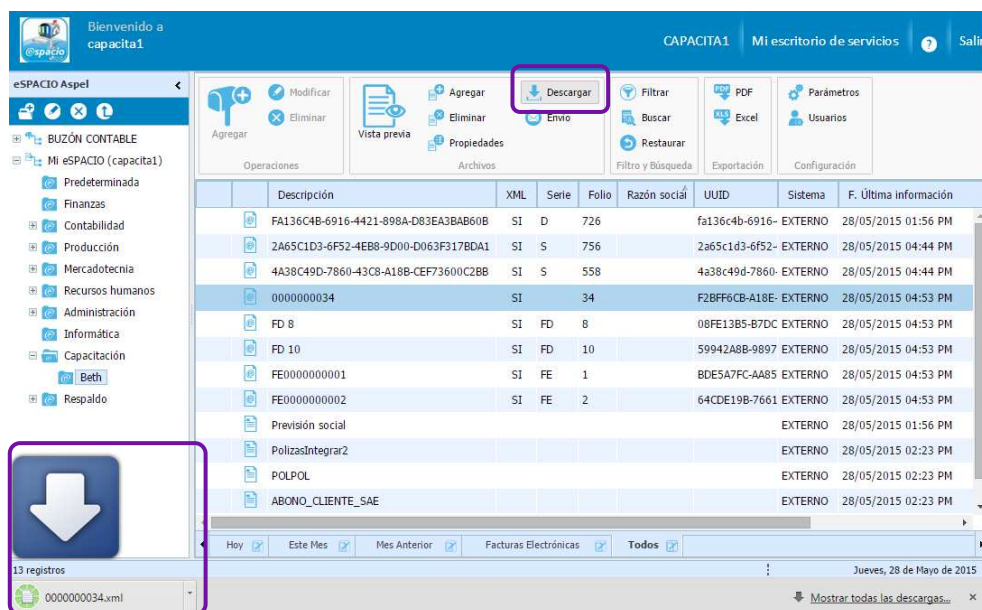 Bienvenido a
capacita1
@spacio
CAPACITA1 Mi escritorio de servicios ? Salir
eSPACIO Aspel
BUZÓN CONTABLE
Mi eSPACIO (capacita1)
Predeterminada
Finanzas
Contabilidad
Producción
Mercadotecnia
Recursos humanos
Administración
Informática
Capacitación
Beth
Respaldo
Agregar
Modificar
Eliminar
Operaciones
Vista previa
Agregar
Eliminar
Propiedades
Descargar
Envío
Archivos
Filtrar
Buscar
Restaurar
Filtro y Búsqueda
PDF PDF
XLS Excel
Exportación
Parámetros
Usuarios
Configuración
Descripción XML Serie Folio Razón social UUID Sistema F. Última información
FA136C4B-6916-4421-898A-D83EA3BAB60B SI D 726 fa136c4b-6916- EXTERNO 28/05/2015 01:56 PM
2A65C1D3-6F52-4EB8-9D00-D063F317BDA1 SI S 756 2a65c1d3-6f52- EXTERNO 28/05/2015 04:44 PM
4A38C49D-7860-43C8-A18B-CEF73600C2BB SI S 558 4a38c49d-7860- EXTERNO 28/05/2015 04:44 PM
0000000034 SI 34 F2BFF6CB-A18E- EXTERNO 28/05/2015 04:53 PM
FD 8 SI FD 8 08FE13B5-B7DC EXTERNO 28/05/2015 04:53 PM
FD 10 SI FD 10 59942A8B-9897 EXTERNO 28/05/2015 04:53 PM
FE0000000001 SI FE 1 BDE5A7FC-AA85 EXTERNO 28/05/2015 04:53 PM
FE0000000002 SI FE 2 64CDE19B-7661 EXTERNO 28/05/2015 04:53 PM
Previsión social EXTERNO 28/05/2015 01:56 PM
PolizasIntegrar2 EXTERNO 28/05/2015 02:23 PM
POLPOL EXTERNO 28/05/2015 02:23 PM
ABONO_CLIENTE_SAE EXTERNO 28/05/2015 02:23 PM
Hoy Este Mes Mes Anterior Facturas Electrónicas Todos
13 registros Jueves, 28 de Mayo de 2015
0000000034.xml Mostrar todas las descargas...